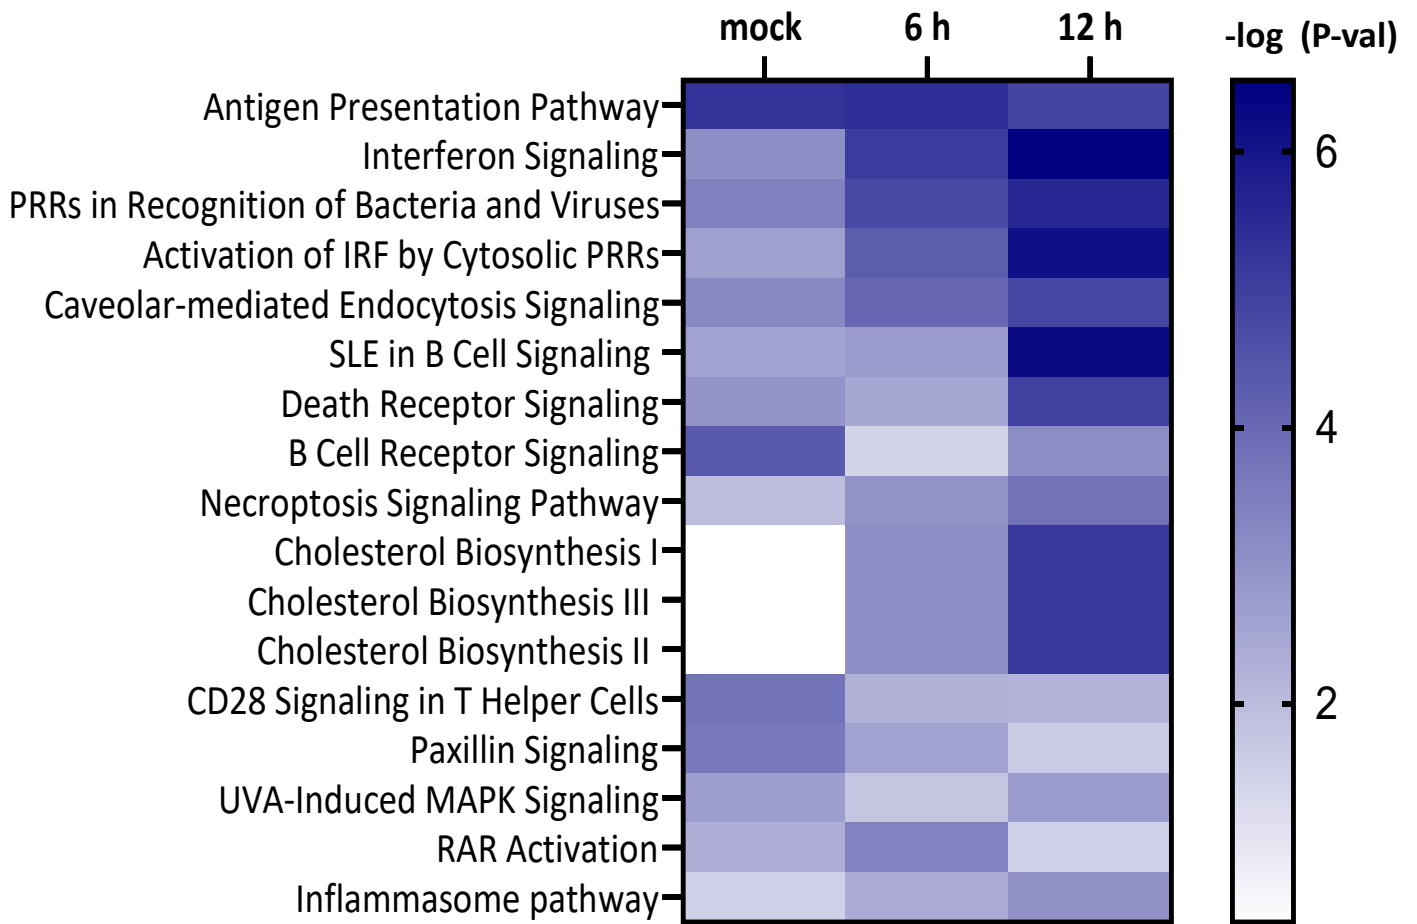 mock 6 h 12 h -log (P-val)
Antigen Presentation Pathway
Interferon Signaling
6
PRRs in Recognition of Bacteria and Viruses
Activation of IRF by Cytosolic PRRs
Caveolar-mediated Endocytosis Signaling
SLE in B Cell Signaling
Death Receptor Signaling
4
B Cell Receptor Signaling
Necroptosis Signaling Pathway
Cholesterol Biosynthesis I
Cholesterol Biosynthesis III
Cholesterol Biosynthesis II
CD28 Signaling in T Helper Cells
2
Paxillin Signaling
UVA-Induced MAPK Signaling
RAR Activation
Inflammasome pathway